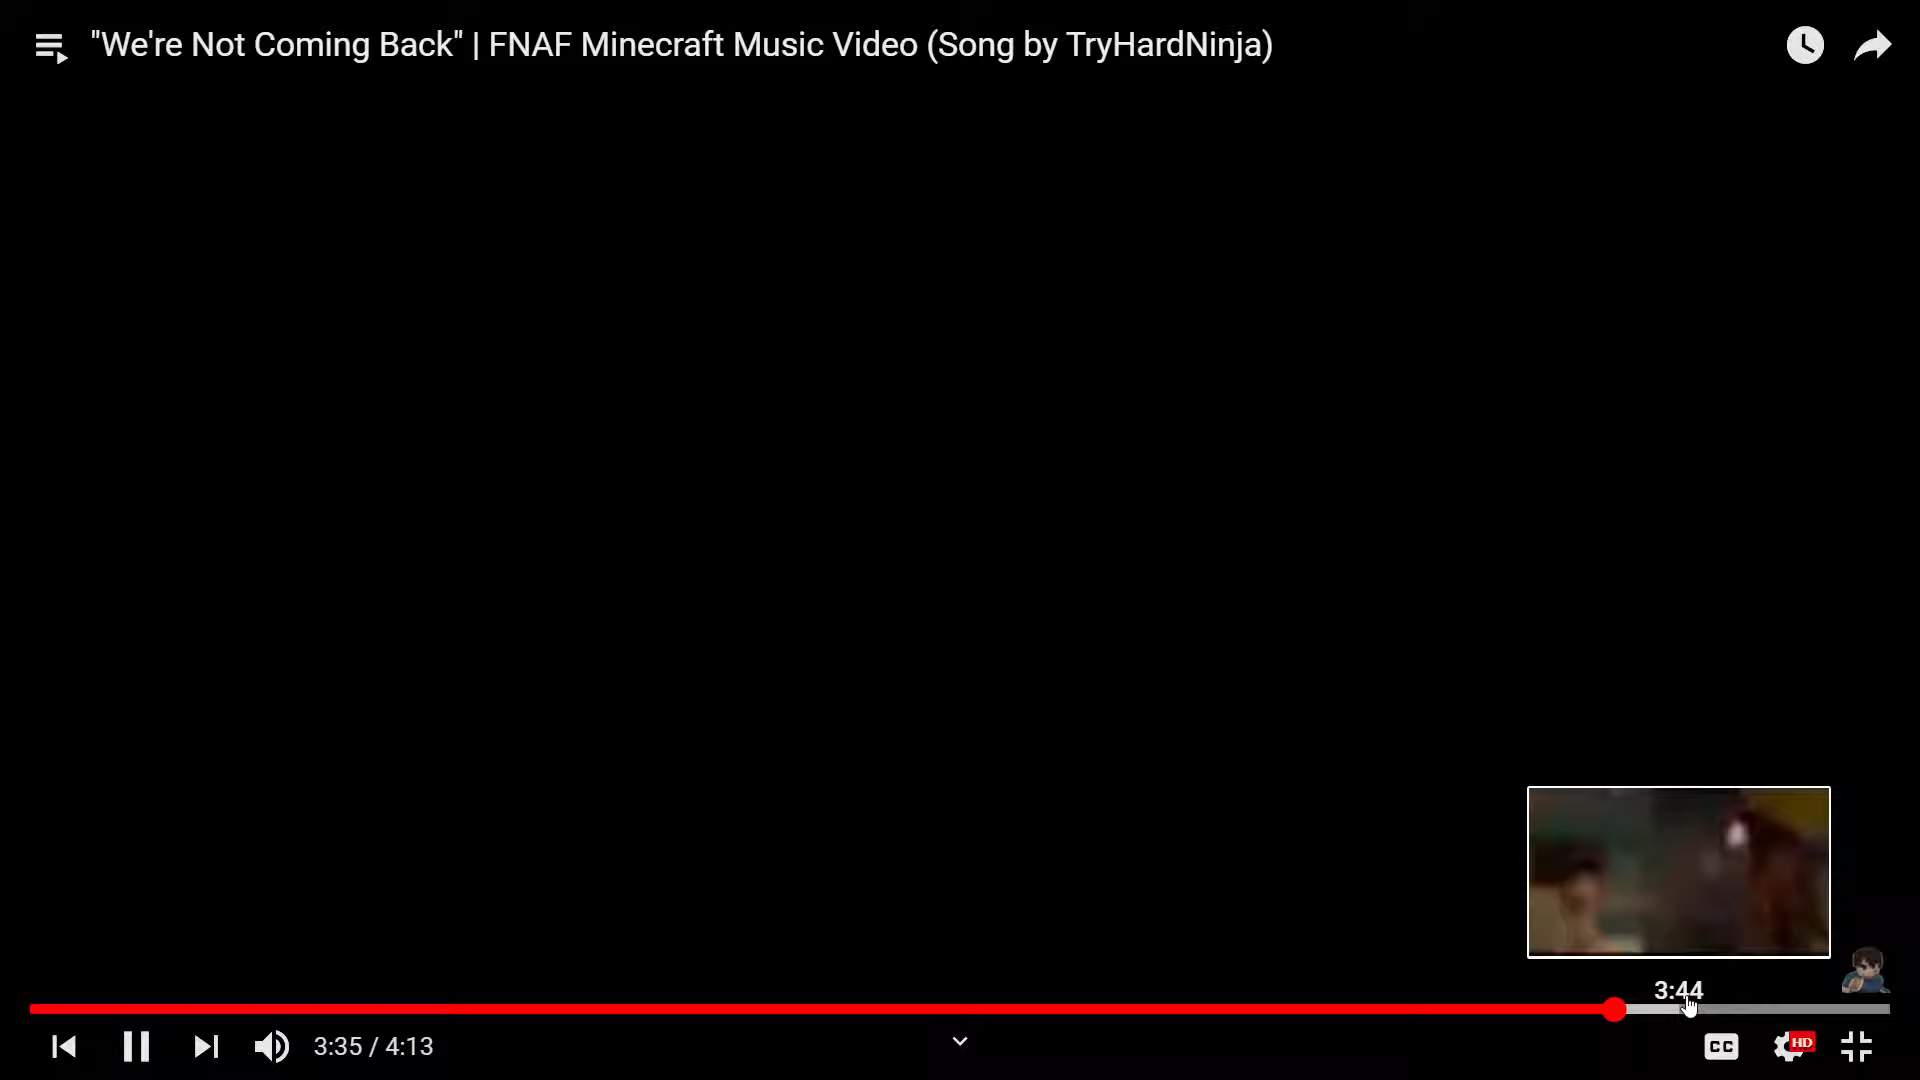 "We're Not Coming Back" | FNAF Minecraft Music Video (Song by TryHardNinja)
3:44
3:35 / 4:13
CC
HD